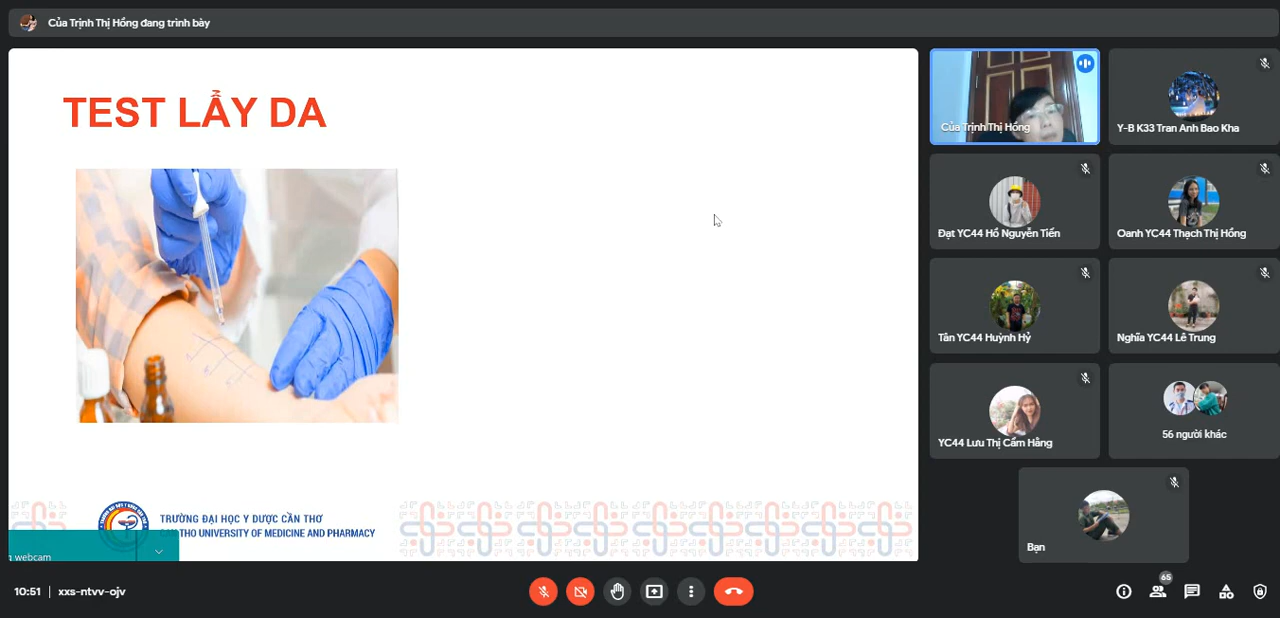 Của Trịnh Thị Hồng đang trình bày
TEST LẨY DA
TRƯỜNG ĐẠI HỌC Y DƯỢC CẦN THƠ
CAN THO UNIVERSITY OF MEDICINE AND PHARMACY
webcam
Của Trịnh Thị Hồng
Y-B K33 Tran Anh Bao Kha
Đạt YC44 Hồ Nguyễn Tiến
Oanh YC44 Thạch Thị Hồng
Tân YC44 Huỳnh Hỷ
Nghĩa YC44 Lê Trung
YC44 Lưu Thị Cẩm Hằng
56 người khác
Bạn
10:51
xxs-ntvv-ojv
65